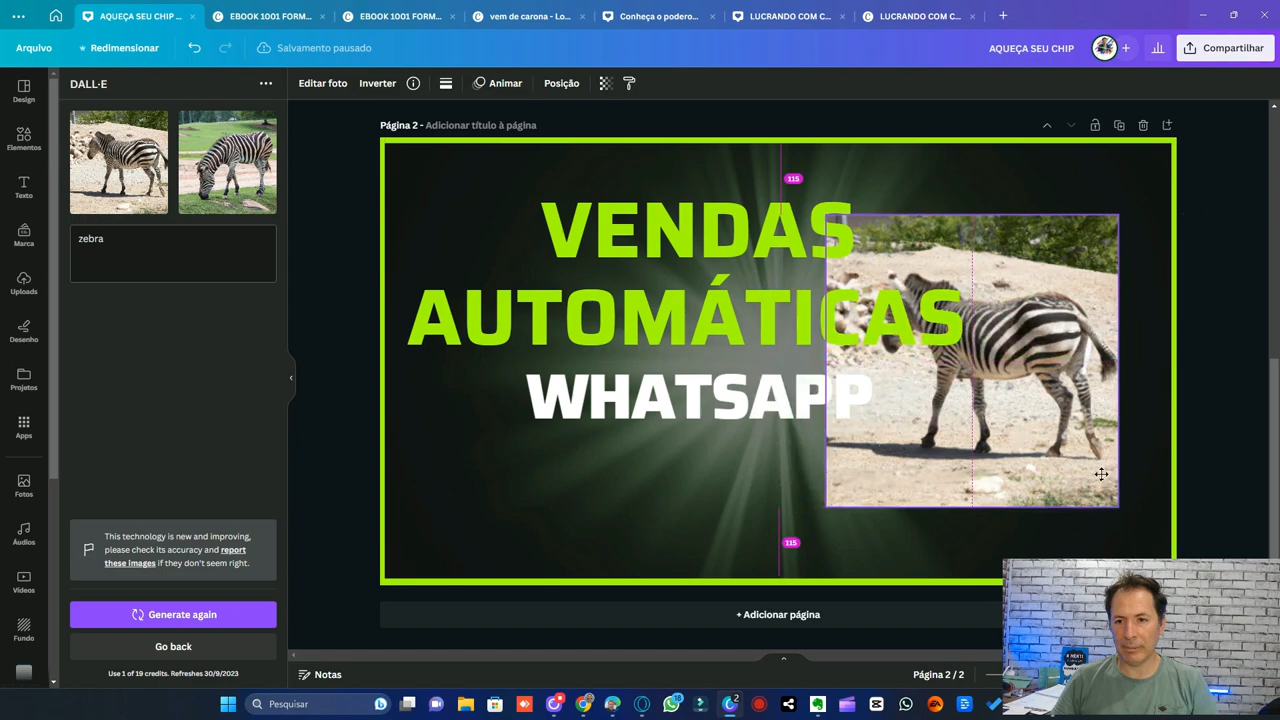 AQUEÇA SEU CHIP ...
EBOOK 1001 FORM...
EBOOK 1001 FORM...
vem de carona - Lo...
Conheça o podero...
LUCRANDO COM C...
LUCRANDO COM C...
Arquivo
Redimensionar
Salvamento pausado
AQUEÇA SEU CHIP
Compartilhar
Design
Elementos
Texto
Marca
Uploads
Desenho
Projetos
Apps
Fotos
Áudios
Vídeos
Fundo
DALL·E
zebra
This technology is new and improving,
please check its accuracy and report
these images if they don't seem right.
Generate again
Go back
Use 1 of 19 credits. Refreshes 30/9/2023
Editar foto
Inverter
Animar
Posição
Página 2 - Adicionar título à página
115
VENDAS
AUTOMÁTICAS
WHATSAPP
115
+ Adicionar página
Notas
Página 2 / 2
Pesquisar
18
2